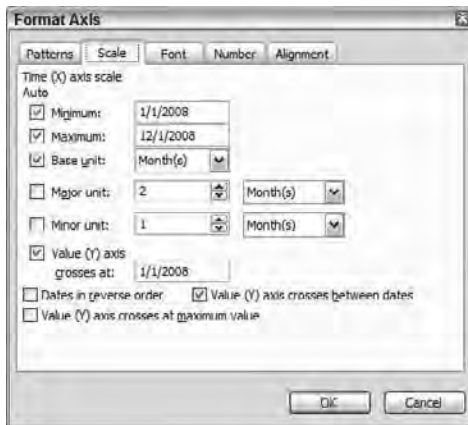 Format Axis
Patterns Scale Font Number Alignment
Time (X) axis scale
Auto
Minimum: 1/1/2008
Maximum: 12/1/2008
Base unit: Month(s)
Major unit: 2 Month(s)
Minor unit: 1 Month(s)
Value (Y) axis
crosses at: 1/1/2008
Dates in reverse order Value (Y) axis crosses between dates
Value (Y) axis crosses at maximum value
OK Cancel